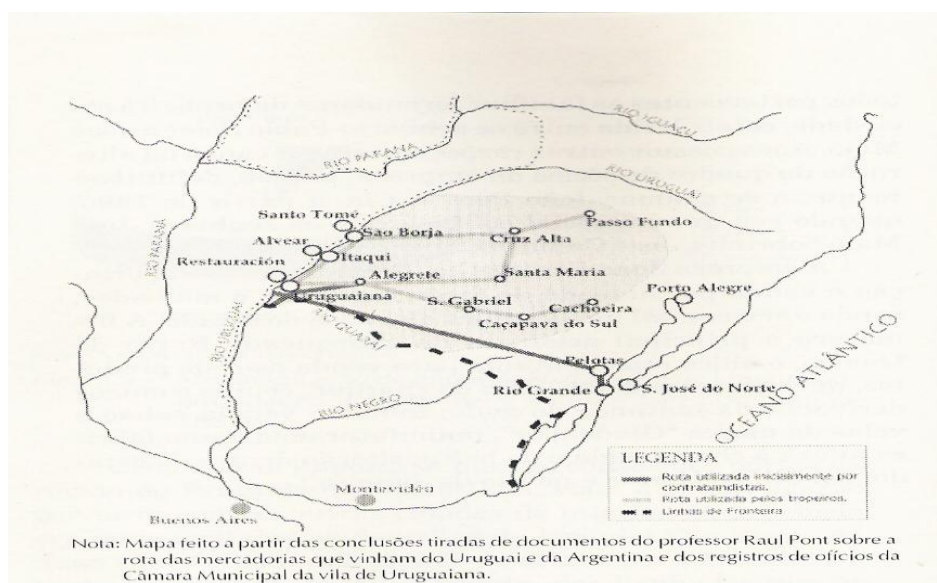 RIO IGUAÇU
RIO PARANÁ
RIO URUGUAI
Santo Tomé
São Borja
Passo Fundo
Cruz Alta
Alvear
Itaqui
RIO PARANÁ
Restauración
Alegrete
Santa Maria
Porto Alegre
Uruguaiana
S. Gabriel
Cachoeira
Caçapava do Sul
RIO URUGUAI
RIO QUARAÍ
Pelotas
Rio Grande
S. José do Norte
OCEANO ATLÂNTICO
RIO NEGRO
Montevidéu
Buenos Aires
LEGENDA
Rota utilizada inicialmente por
contrabandistas.
Rota utilizada pelos tropeiros.
Linhas de Fronteira.
Nota: Mapa feito a partir das conclusões tiradas de documentos do professor Raul Pont sobre a
rota das mercadorias que vinham do Uruguai e da Argentina e dos registros de ofícios da
Câmara Municipal da vila de Uruguaiana.